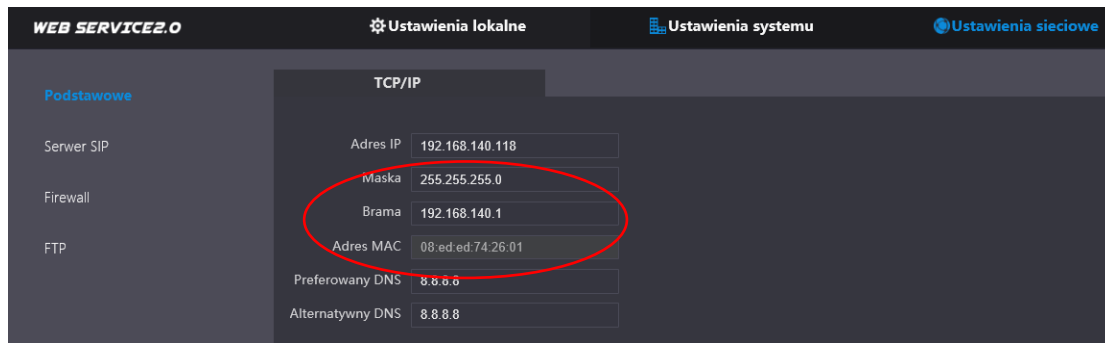 WEB SERVICE2.0 Ustawienia lokalne Ustawienia systemu Ustawienia sieciowe
TCP/IP
Podstawowe
Serwer SIP
Firewall
FTP
Adres IP 192.168.140.118
Maska 255.255.255.0
Brama 192.168.140.1
Adres MAC 08:ed:ed:74:26:01
Preferowany DNS 8.8.8.8
Alternatywny DNS 8.8.8.8